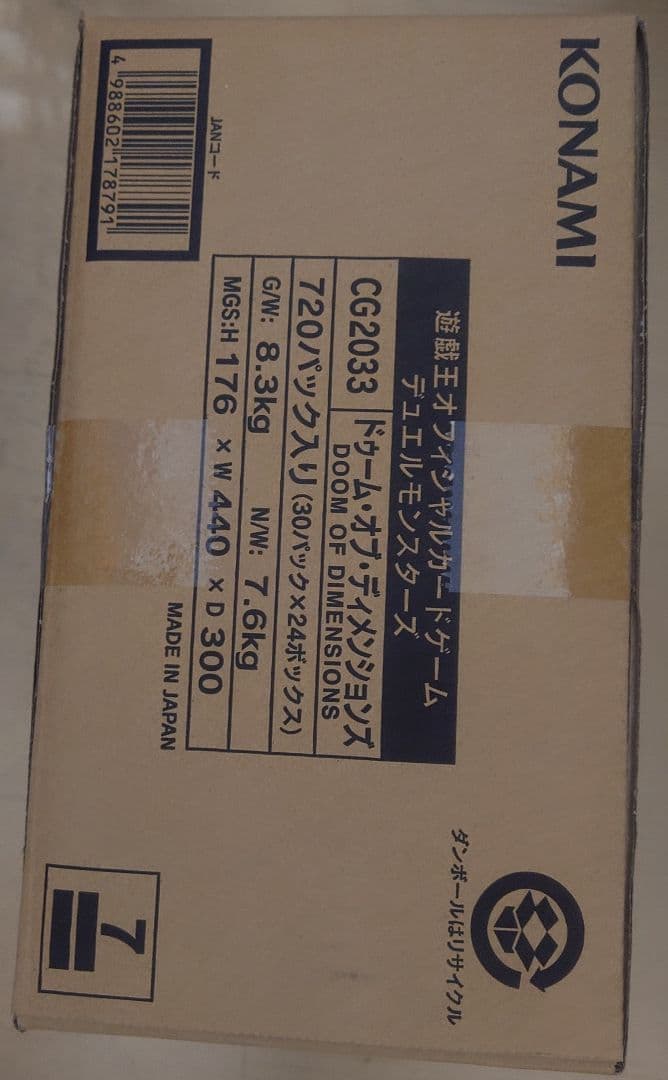 KONAMI
JANコード
4 988602 178791
遊戯王オフィシャルカードゲーム
デュエルモンスターズ
CG2033
ドゥーム・オブ・ディメンションズ
DOOM OF DIMENSIONS
720パック入り(30パック×24ボックス)
G/W: 8.3kg N/W: 7.6kg
MGS:H 176 × W 440 × D 300
MADE IN JAPAN
ダンボールはリサイクル
7